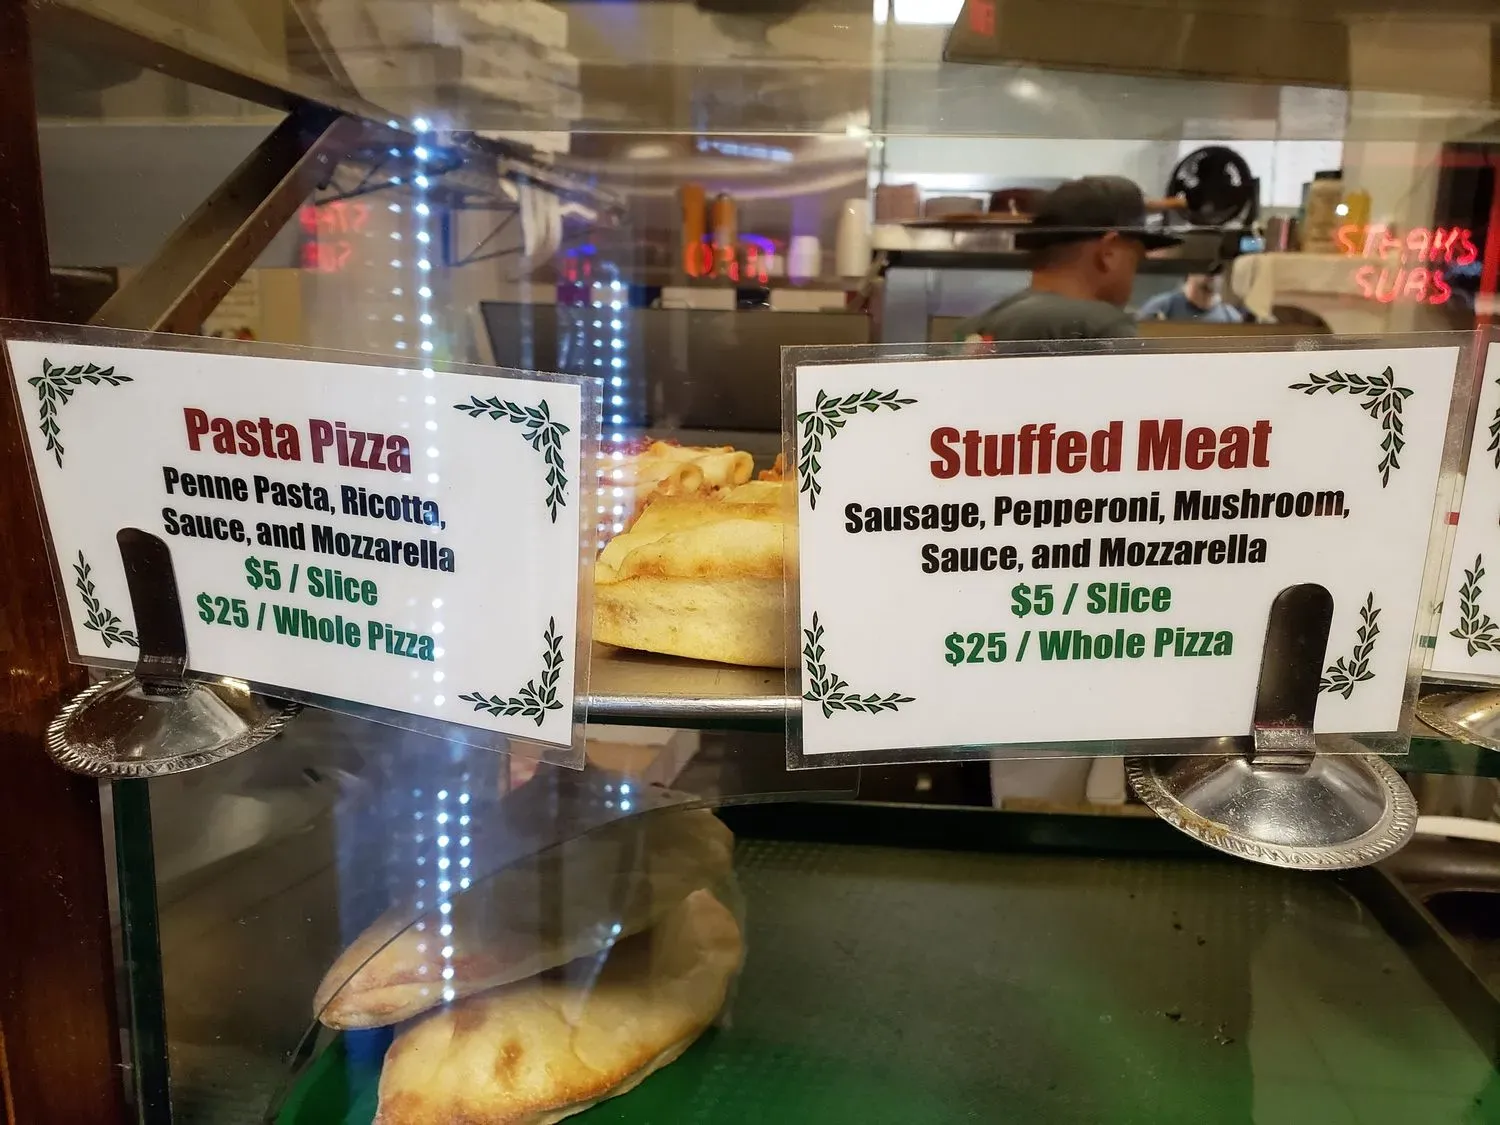 STEAKS
SUBS
Pasta Pizza
Penne Pasta, Ricotta,
Sauce, and Mozzarella
$5 / Slice
$25 / Whole Pizza
Stuffed Meat
Sausage, Pepperoni, Mushroom,
Sauce, and Mozzarella
$5 / Slice
$25 / Whole Pizza